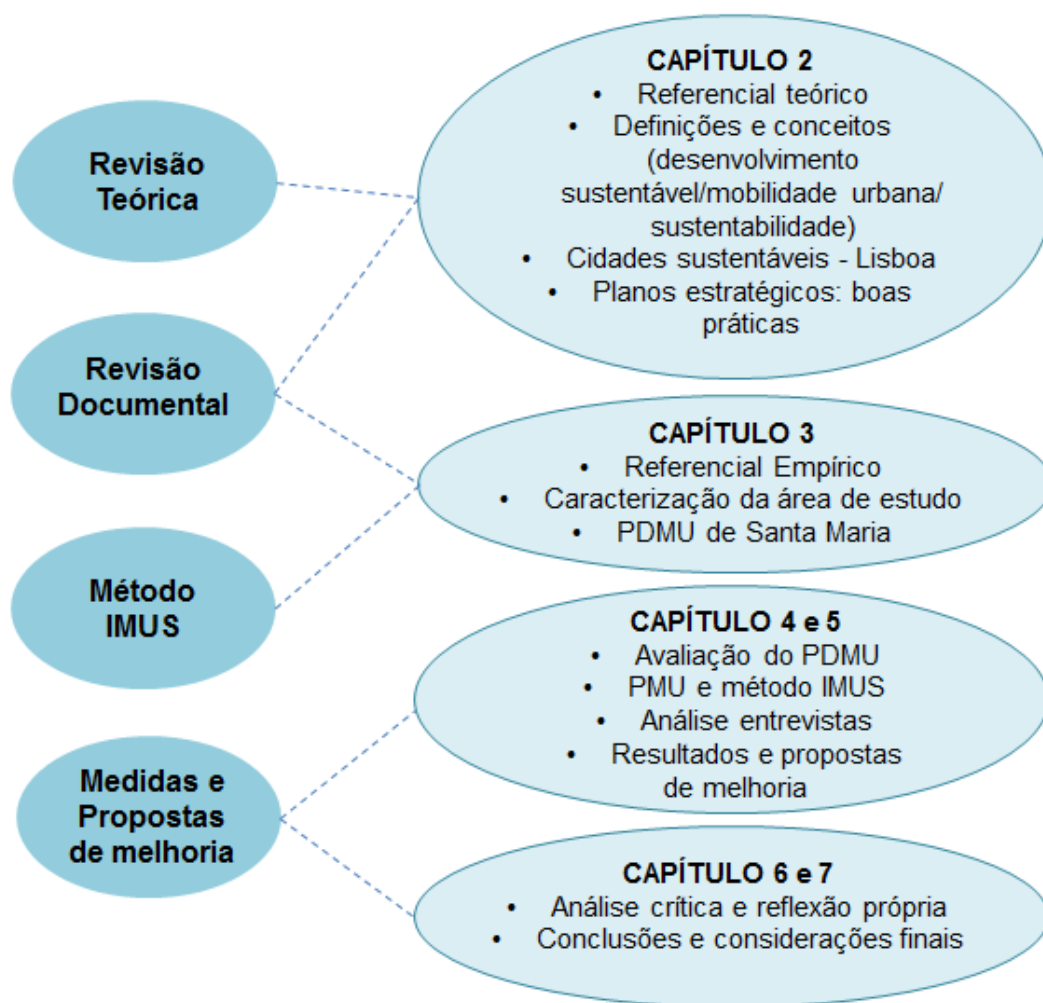 Revisão
Teórica
Revisão
Documental
Método
IMUS
Medidas e
Propostas
de melhoria
CAPÍTULO 2
• Referencial teórico
• Definições e conceitos
(desenvolvimento
sustentável/mobilidade urbana/
sustentabilidade)
• Cidades sustentáveis - Lisboa
• Planos estratégicos: boas
práticas
CAPÍTULO 3
• Referencial Empírico
• Caracterização da área de estudo
• PDMU de Santa Maria
CAPÍTULO 4 e 5
• Avaliação do PDMU
• PMU e método IMUS
• Análise entrevistas
• Resultados e propostas
de melhoria
CAPÍTULO 6 e 7
• Análise crítica e reflexão própria
• Conclusões e considerações finais